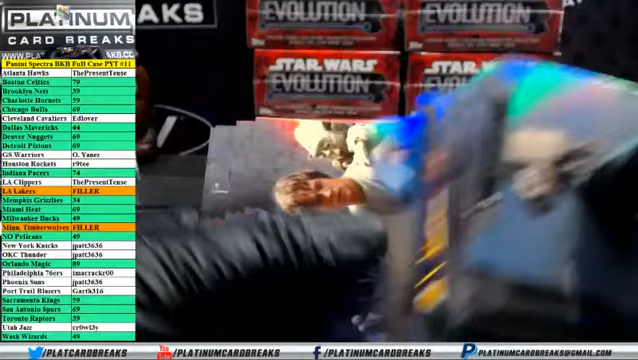 PLATINUM
CARD BREAKS
Panini Spectra BKB Full Case PYT #11
Atlanta Hawks ThePresentTense
Boston Celtics 79
Brooklyn Nets 39
Charlotte Hornets 59
Chicago Bulls 69
Cleveland Cavaliers Edlover
Dallas Mavericks 44
Denver Nuggets 69
Detroit Pistons 69
GS Warriors O. Yanez
Houston Rockets r9tee
Indiana Pacers 74
LA Clippers ThePresentTense
LA Lakers FILLER
Memphis Grizzlies 34
Miami Heat 69
Milwaukee Bucks 49
Minn. Timberwolves FILLER
NO Pelicans 49
New York Knicks jpatt3636
OKC Thunder jpatt3636
Orlando Magic 89
Philadelphia 76ers imacrackr00
Phoenix Suns jpatt3636
Port Trail Blazers Garth316
Sacramento Kings 59
San Antonio Spurs 69
Toronto Raptors 39
Utah Jazz cr0w13y
Wash Wizards 49
EVOLUTION
EVOLUTION
STAR WARS
EVOLUTION
STAR WARS
EVOLUTION
/PLATCARDBREAKS
You Tube
/PLATINUMCARDBREAKS
/PLATINUMCARDBREAKS
PLATINUMCARDBREAKS@GMAIL.COM